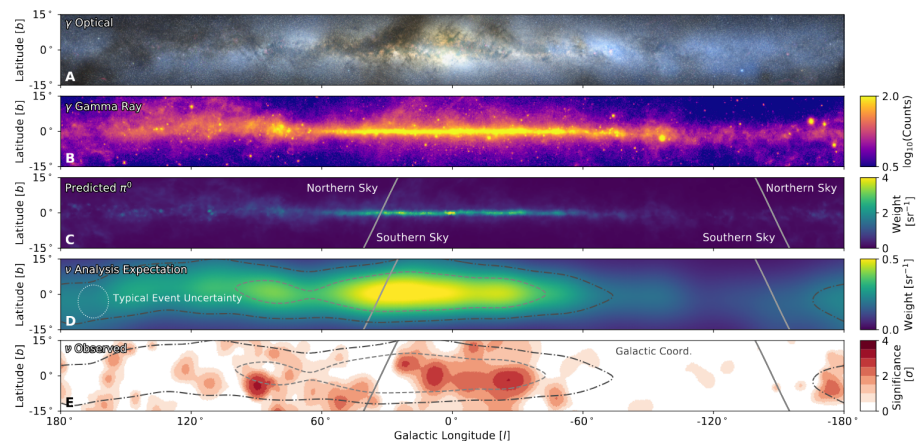 15°
γ Optical
Latitude [b]
0°
A
-15°
15°
γ Gamma Ray
Latitude [b]
0°
B
-15°
2.0
0.5
log10(Counts)
15°
Predicted π⁰
Northern Sky
Northern Sky
Latitude [b]
0°
C
Southern Sky
Southern Sky
-15°
4
2
0
Weight
[sr⁻¹]
15°
ν Analysis Expectation
Latitude [b]
0°
Typical Event Uncertainty
D
-15°
0.5
0.0
Weight [sr⁻¹]
15°
ν Observed
Galactic Coord.
Latitude [b]
0°
E
-15°
4
2
0
Significance
[σ]
180
120
60
0
-60
-120
-180
Galactic Longitude [l]